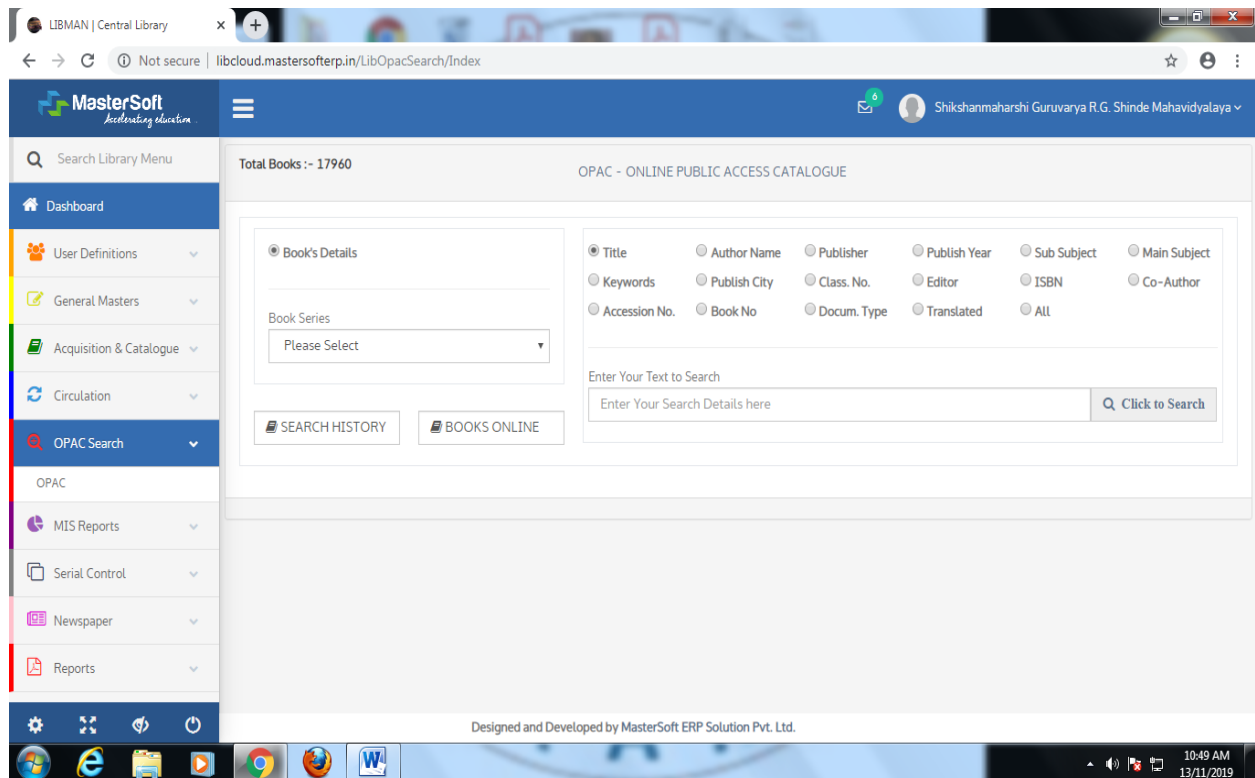 LIBMAN | Central Library
Not secure | libcloud.mastersofterp.in/LibOpacSearch/Index
MasterSoft
Accelerating education
6
Shikshanmaharshi Guruvarya R.G. Shinde Mahavidyalaya
Search Library Menu
Dashboard
User Definitions
General Masters
Acquisition & Catalogue
Circulation
OPAC Search
OPAC
MIS Reports
Serial Control
Newspaper
Reports
Total Books :- 17960
OPAC - ONLINE PUBLIC ACCESS CATALOGUE
Book's Details
Book Series
Please Select
SEARCH HISTORY BOOKS ONLINE
Title Author Name Publisher Publish Year Sub Subject Main Subject
Keywords Publish City Class. No. Editor ISBN Co-Author
Accession No. Book No Docum. Type Translated All
Enter Your Text to Search
Enter Your Search Details here Click to Search
Designed and Developed by MasterSoft ERP Solution Pvt. Ltd.
10:49 AM
13/11/2019